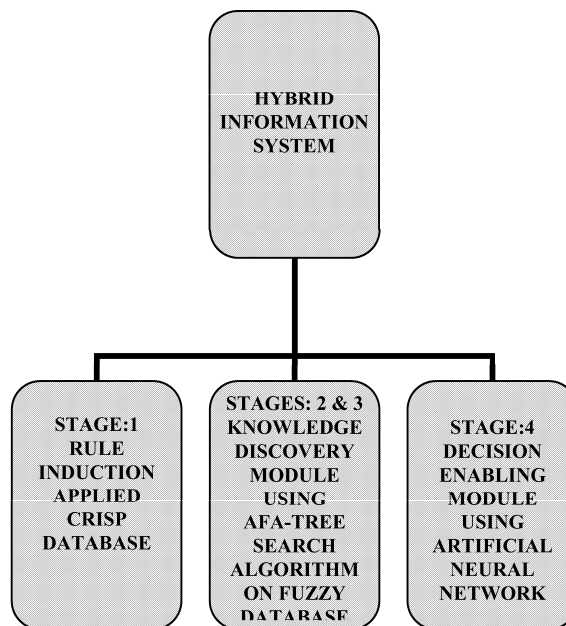 HYBRID
INFORMATION
SYSTEM
STAGE:1
RULE
INDUCTION
APPLIED
CRISP
DATABASE
STAGES: 2 & 3
KNOWLEDGE
DISCOVERY
MODULE
USING
AFA-TREE
SEARCH
ALGORITHM
ON FUZZY
DATABASE
STAGE:4
DECISION
ENABLING
MODULE
USING
ARTIFICIAL
NEURAL
NETWORK